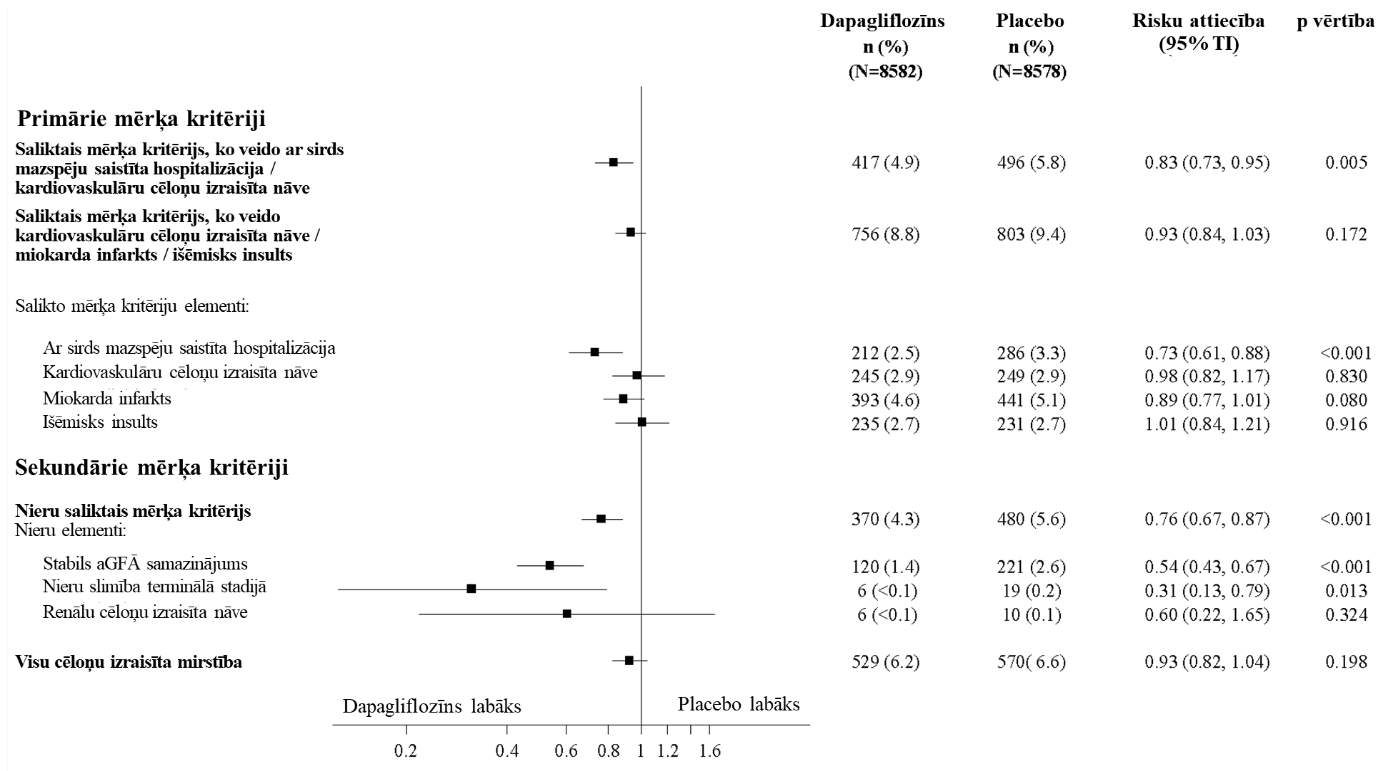 Dapagliflozīns Placebo Risku attiecība p vērtība
n (%) n (%) (95% TI)
(N=8582) (N=8578)
Primārie mērķa kritēriji
Saliktais mērķa kritērijs, ko veido ar sirds
mazspēju saistīta hospitalizācija /
kardiovaskulāru cēloņu izraisīta nāve
417 (4.9) 496 (5.8) 0.83 (0.73, 0.95) 0.005
Saliktais mērķa kritērijs, ko veido
kardiovaskulāru cēloņu izraisīta nāve /
miokarda infarkts / išēmisks insults
756 (8.8) 803 (9.4) 0.93 (0.84, 1.03) 0.172
Salikto mērķa kritēriju elementi:
Ar sirds mazspēju saistīta hospitalizācija 212 (2.5) 286 (3.3) 0.73 (0.61, 0.88) <0.001
Kardiovaskulāru cēloņu izraisīta nāve 245 (2.9) 249 (2.9) 0.98 (0.82, 1.17) 0.830
Miokarda infarkts 393 (4.6) 441 (5.1) 0.89 (0.77, 1.01) 0.080
Išēmisks insults 235 (2.7) 231 (2.7) 1.01 (0.84, 1.21) 0.916
Sekundārie mērķa kritēriji
Nieru saliktais mērķa kritērijs 370 (4.3) 480 (5.6) 0.76 (0.67, 0.87) <0.001
Nieru elementi:
Stabils aGFĀ samazinājums 120 (1.4) 221 (2.6) 0.54 (0.43, 0.67) <0.001
Nieru slimība terminālā stadijā 6 (<0.1) 19 (0.2) 0.31 (0.13, 0.79) 0.013
Renālu cēloņu izraisīta nāve 6 (<0.1) 10 (0.1) 0.60 (0.22, 1.65) 0.324
Visu cēloņu izraisīta mirstība 529 (6.2) 570( 6.6) 0.93 (0.82, 1.04) 0.198
Dapagliflozīns labāks Placebo labāks
0.2 0.4 0.6 0.8 1 1.2 1.6